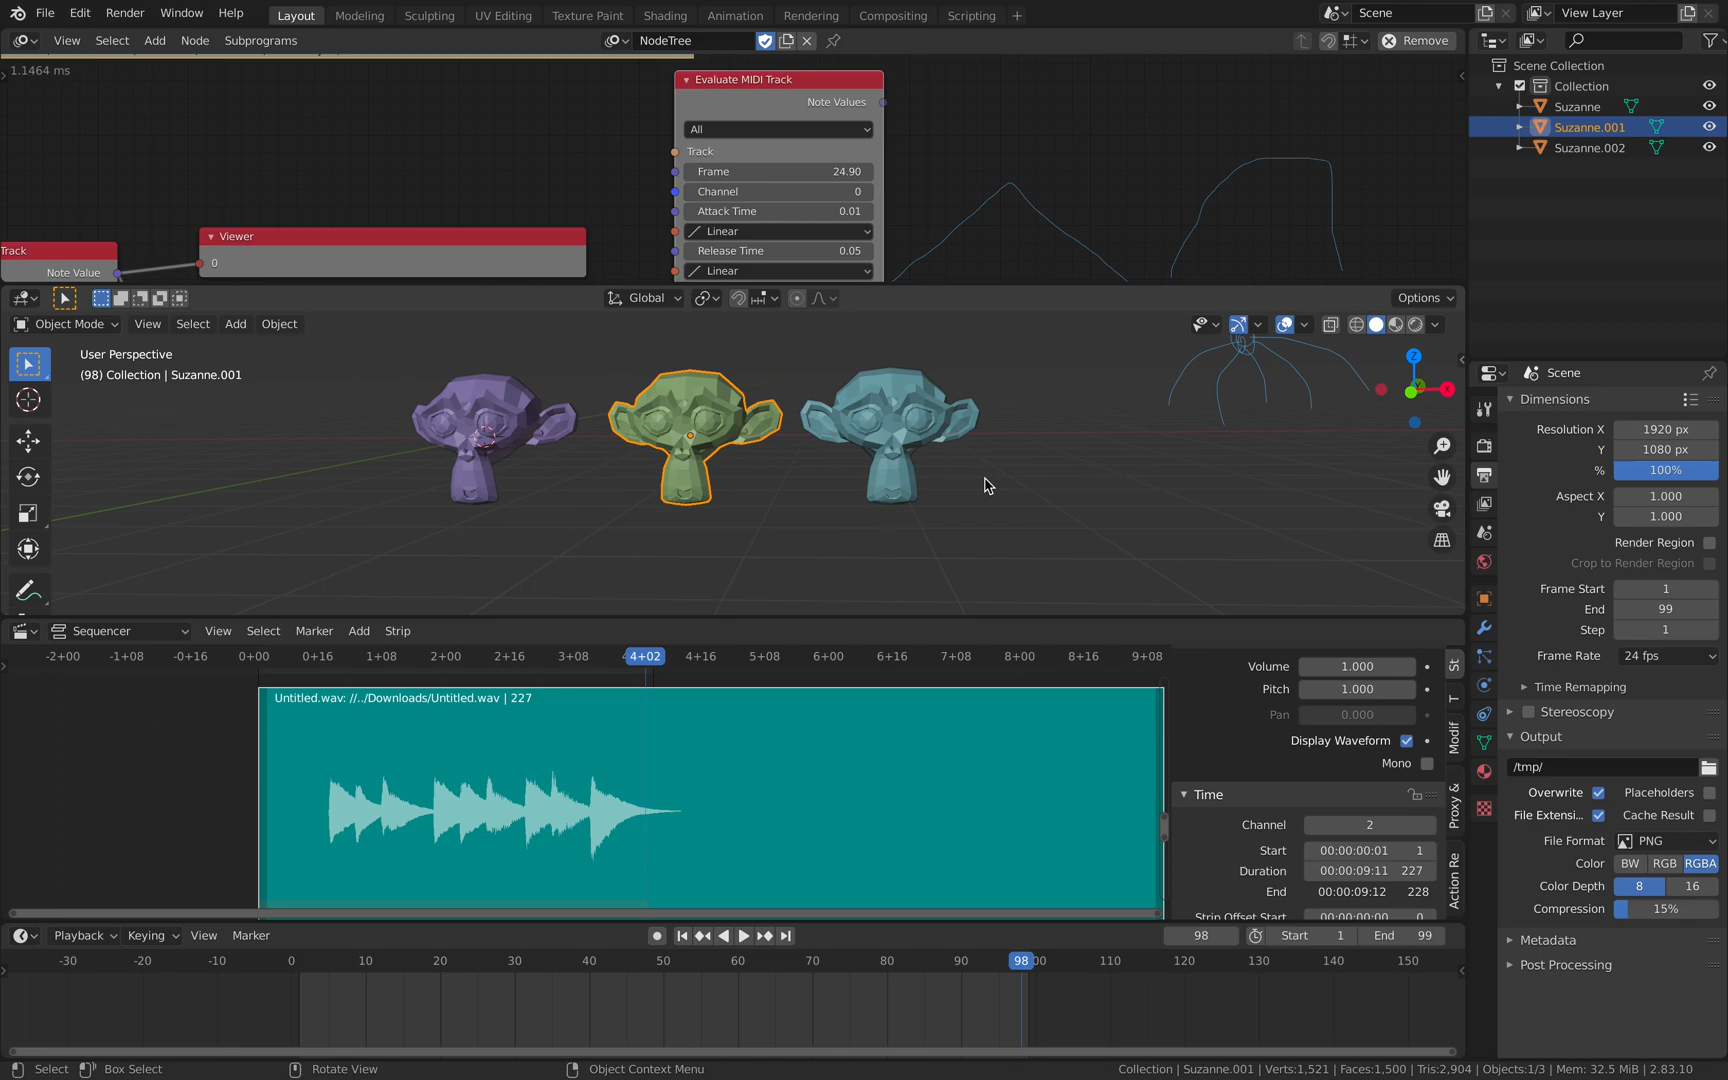 File Edit Render Window Help Layout Modeling Sculpting UV Editing Texture Paint Shading Animation Rendering Compositing Scripting Scene View Layer
View Select Add Node Subprograms NodeTree Remove
1.1464 ms
Evaluate MIDI Track
Note Values
All
Track
Frame 24.90
Channel 0
Attack Time 0.01
Linear
Release Time 0.05
Linear
Track
Note Value
Viewer
0
Scene Collection
Collection
Suzanne
Suzanne.001
Suzanne.002
Global Options
Object Mode View Select Add Object
User Perspective
(98) Collection | Suzanne.001
Z
X
Scene
Dimensions
Resolution X 1920 px
Y 1080 px
% 100%
Aspect X 1.000
Y 1.000
Render Region
Crop to Render Region
Frame Start 1
End 99
Step 1
Frame Rate 24 fps
Time Remapping
Stereoscopy
Output
/tmp/
Overwrite Placeholders
File Extensi... Cache Result
File Format PNG
Color BW RGB RGBA
Color Depth 8 16
Compression 15%
Metadata
Post Processing
Sequencer View Select Marker Add Strip
-2+00 -1+08 -0+16 0+00 0+16 1+08 2+00 2+16 3+08 4+02 4+16 5+08 6+00 6+16 7+08 8+00 8+16 9+08
Untitled.wav: //../Downloads/Untitled.wav | 227
Volume 1.000
Pitch 1.000
Pan 0.000
Display Waveform
Mono
Time
Channel 2
Start 00:00:00:01 1
Duration 00:00:09:11 227
End 00:00:09:12 228
Strip Offset Start 00:00:00:00 0
St
T
Modif
Proxy &
Action Re
Playback Keying View Marker 98 Start 1 End 99
-30 -20 -10 0 10 20 30 40 50 60 70 80 90 98 110 120 130 140 150
Select Box Select Rotate View Object Context Menu Collection | Suzanne.001 | Verts:1,521 | Faces:1,500 | Tris:2,904 | Objects:1/3 | Mem: 32.5 MiB | 2.83.10